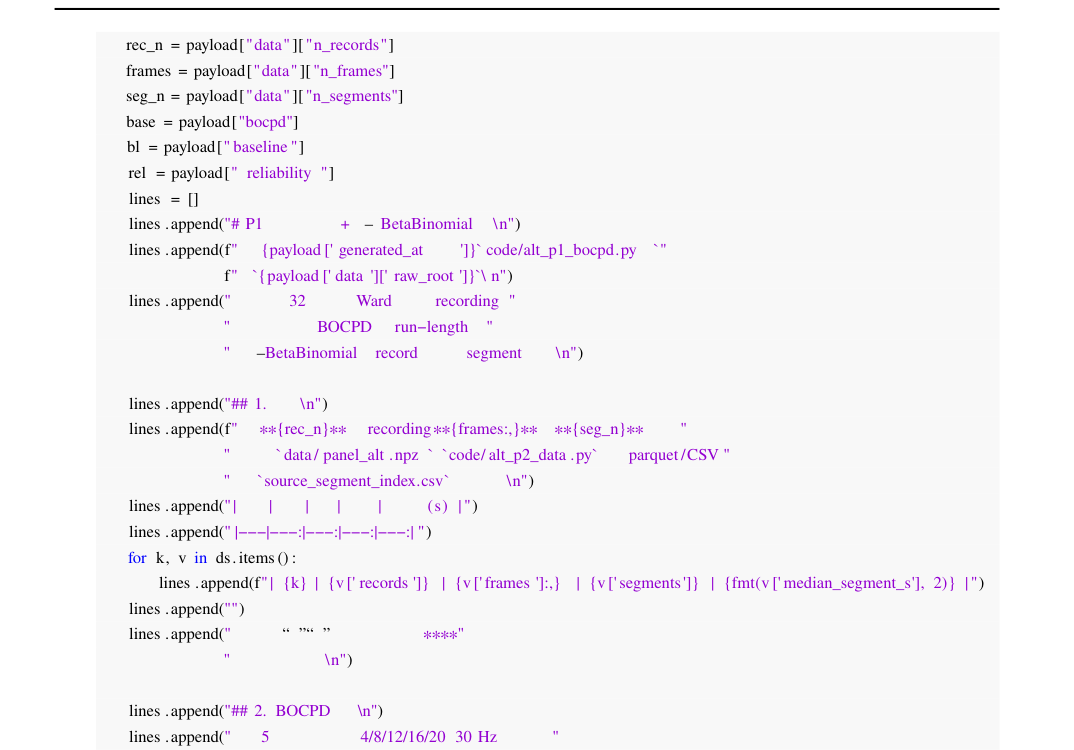 rec_n = payload["data"]["n_records"]
frames = payload["data"]["n_frames"]
seg_n = payload["data"]["n_segments"]
base = payload["bocpd"]
bl = payload["baseline"]
rel = payload["reliability"]
lines = []
lines.append("# P1 + – BetaBinomial \n")
lines.append(f" {payload['generated_at']}` code/alt_p1_bocpd.py `"
f" `{payload['data']['raw_root']}`\n")
lines.append(" 32 Ward recording "
" BOCPD run–length "
" –BetaBinomial record segment \n")
lines.append("## 1. \n")
lines.append(f" **{rec_n}** recording**{frames:,}** **{seg_n}** "
" `data/panel_alt.npz` `code/alt_p2_data.py` parquet/CSV "
" `source_segment_index.csv` \n")
lines.append("| | | | | (s) |")
lines.append("|–––|–––:|–––:|–––:|–––:|")
for k, v in ds.items():
lines.append(f"| {k} | {v['records']} | {v['frames']:,} | {v['segments']} | {fmt(v['median_segment_s'], 2)} |")
lines.append("")
lines.append(" “ ”“ ” ****"
" \n")
lines.append("## 2. BOCPD \n")
lines.append(" 5 4/8/12/16/20 30 Hz "